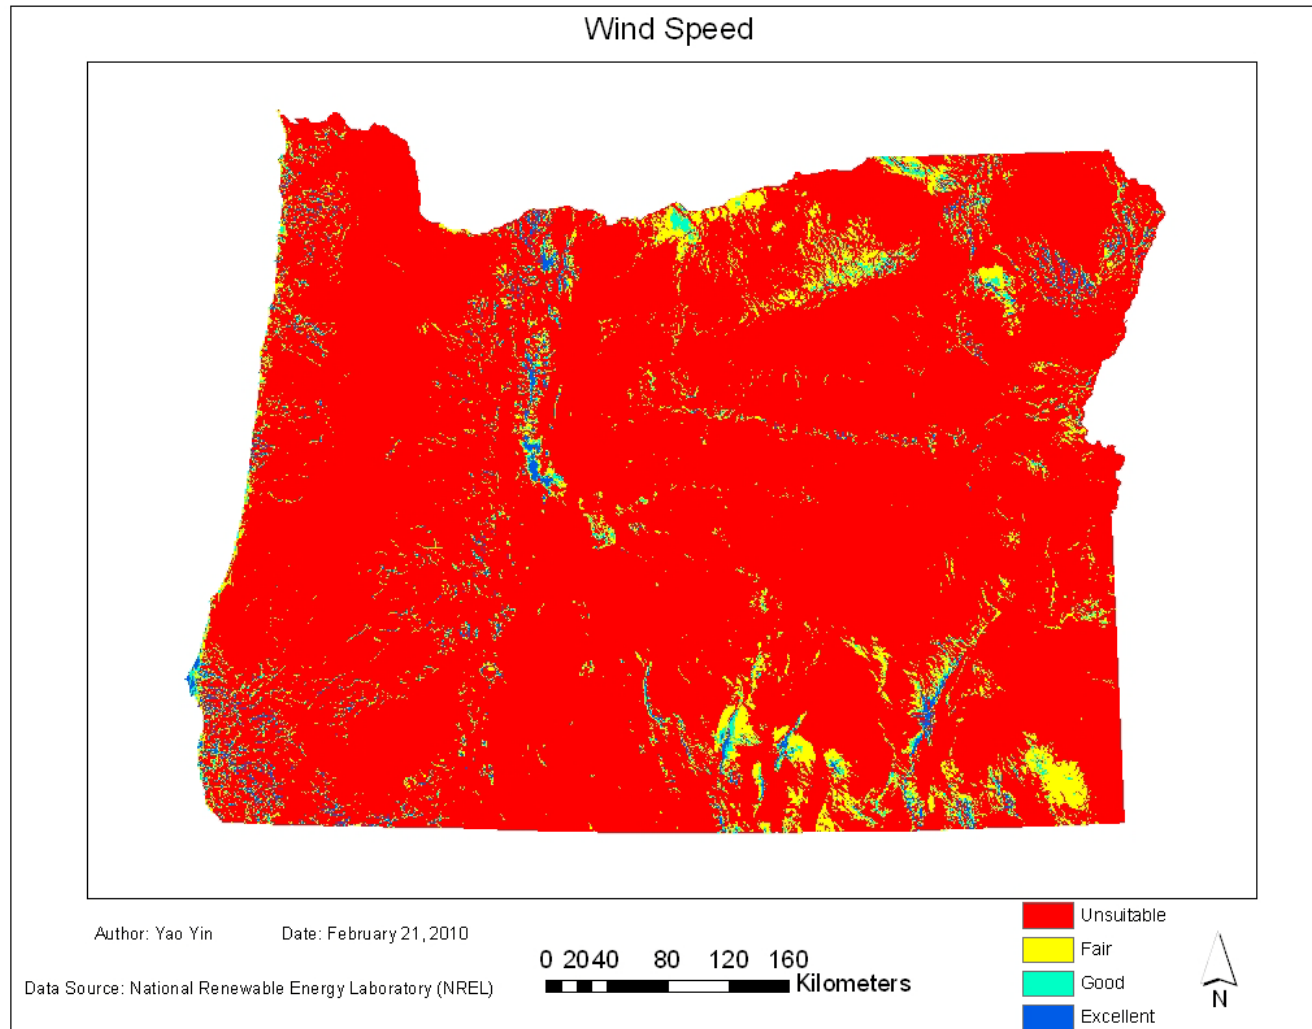 Wind Speed
Author: Yao Yin
Date: February 21, 2010
Data Source: National Renewable Energy Laboratory (NREL)
0 20 40 80 120 160
Kilometers
Unsuitable
Fair
Good
Excellent
N